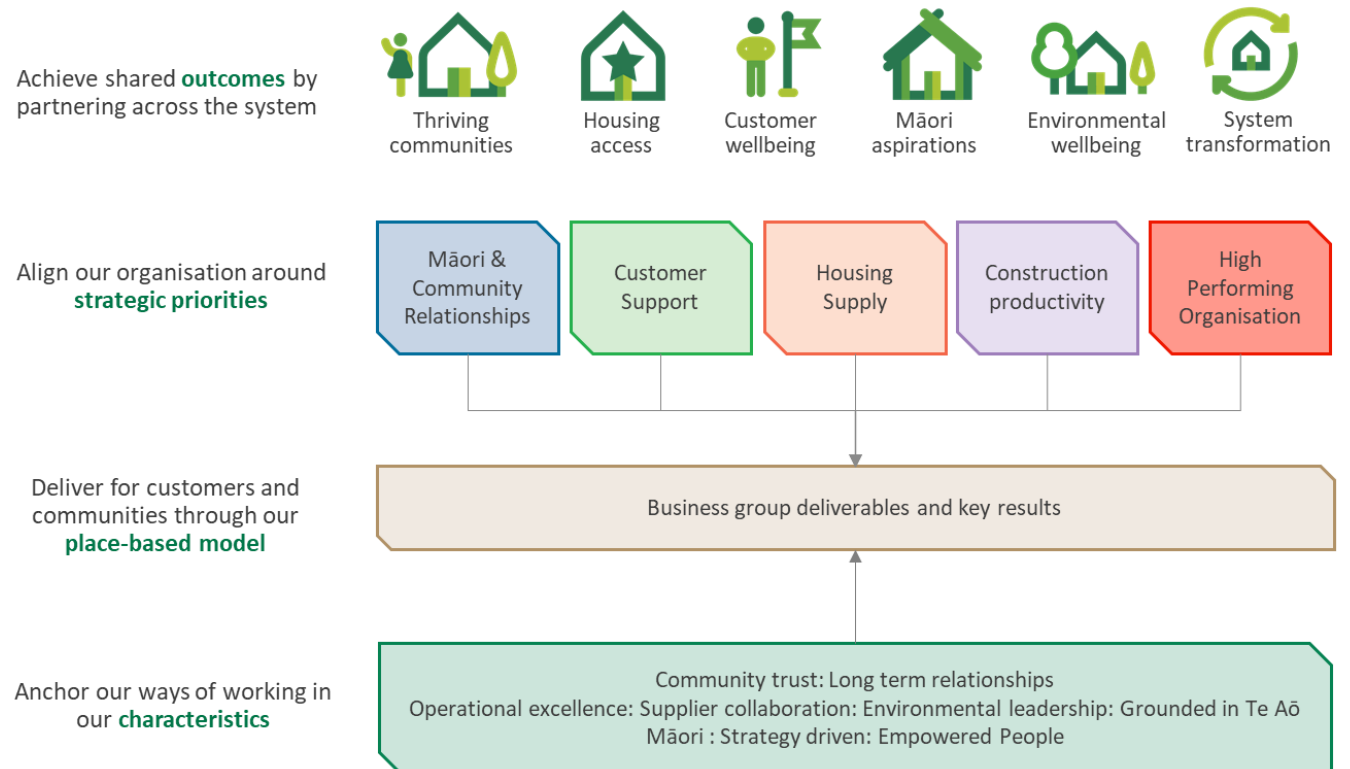 Achieve shared outcomes by
partnering across the system
Thriving
communities
Housing
access
Customer
wellbeing
Māori
aspirations
Environmental
wellbeing
System
transformation
Align our organisation around
strategic priorities
Māori &
Community
Relationships
Customer
Support
Housing
Supply
Construction
productivity
High
Performing
Organisation
Deliver for customers and
communities through our
place-based model
Business group deliverables and key results
Anchor our ways of working in
our characteristics
Community trust: Long term relationships
Operational excellence: Supplier collaboration: Environmental leadership: Grounded in Te Aō
Māori : Strategy driven: Empowered People